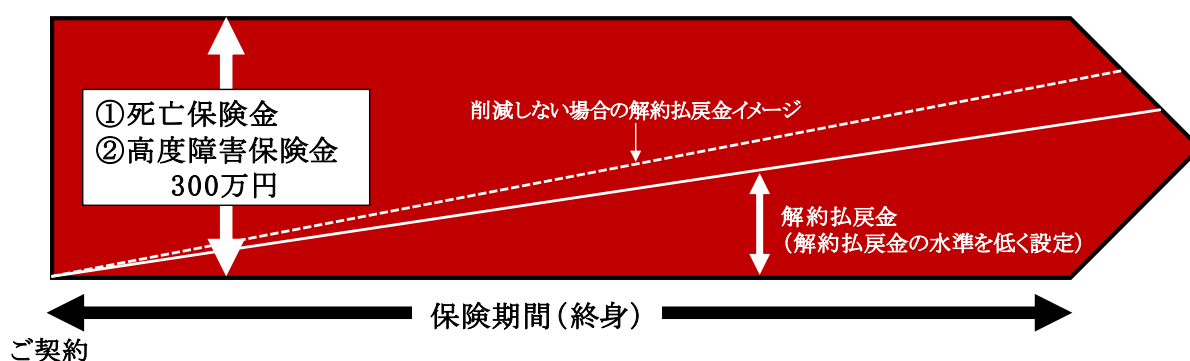 ①死亡保険金
②高度障害保険金
300万円
削減しない場合の解約払戻金イメージ
解約払戻金
(解約払戻金の水準を低く設定)
保険期間(終身)
ご契約